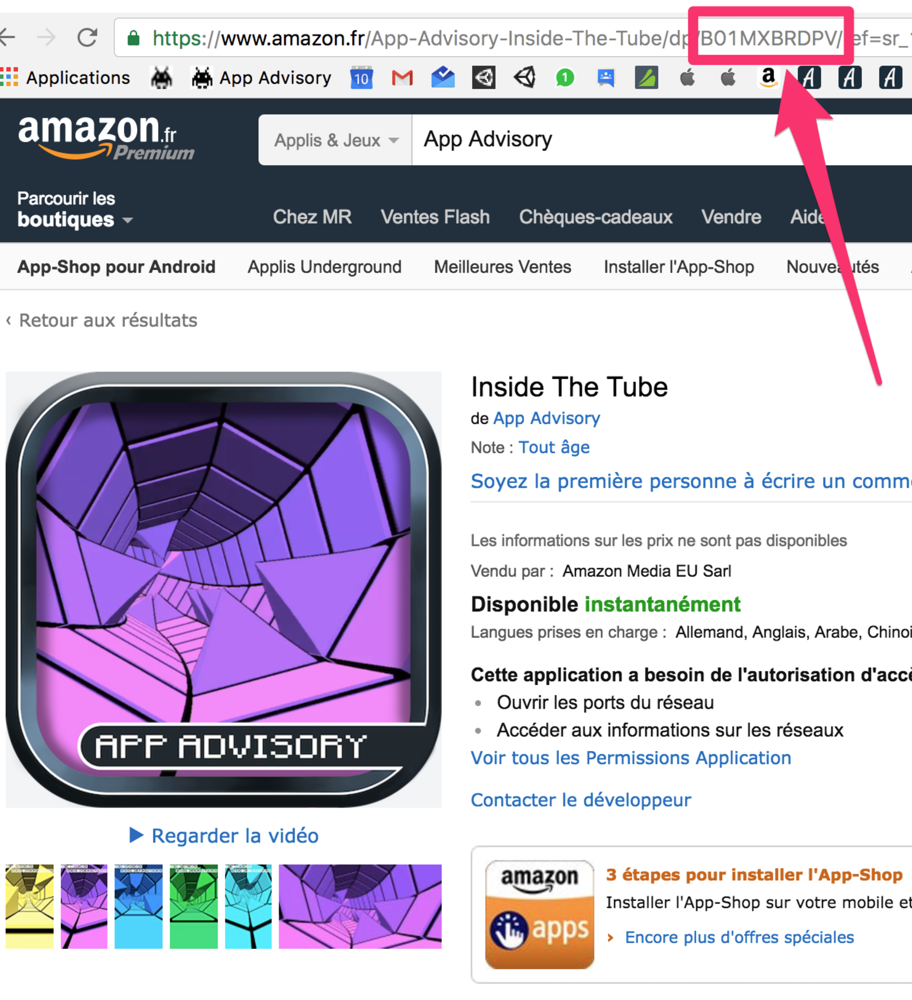 https://www.amazon.fr/App-Advisory-Inside-The-Tube/dp/B01MXBRDPV/ef=sr_
Applications
App Advisory
10
1
a
A
A
A
amazon.fr
Premium
Applis & Jeux
App Advisory
Parcourir les
boutiques
Chez MR
Ventes Flash
Chèques-cadeaux
Vendre
Aide
App-Shop pour Android
Applis Underground
Meilleures Ventes
Installer l'App-Shop
Nouveautés
‹ Retour aux résultats
Inside The Tube
de App Advisory
Note : Tout âge
Soyez la première personne à écrire un comm
Les informations sur les prix ne sont pas disponibles
Vendu par : Amazon Media EU Sarl
Disponible instantanément
Langues prises en charge : Allemand, Anglais, Arabe, Chinoi
Cette application a besoin de l'autorisation d'accè
• Ouvrir les ports du réseau
• Accéder aux informations sur les réseaux
Voir tous les Permissions Application
Contacter le développeur
APP ADVISORY
Regarder la vidéo
amazon
apps
3 étapes pour installer l'App-Shop
Installer l'App-Shop sur votre mobile et
› Encore plus d'offres spéciales